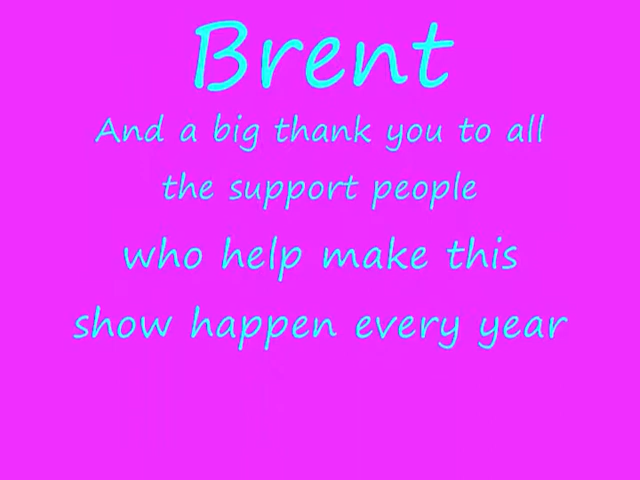 Brent
And a big thank you to all
the support people
who help make this
show happen every year